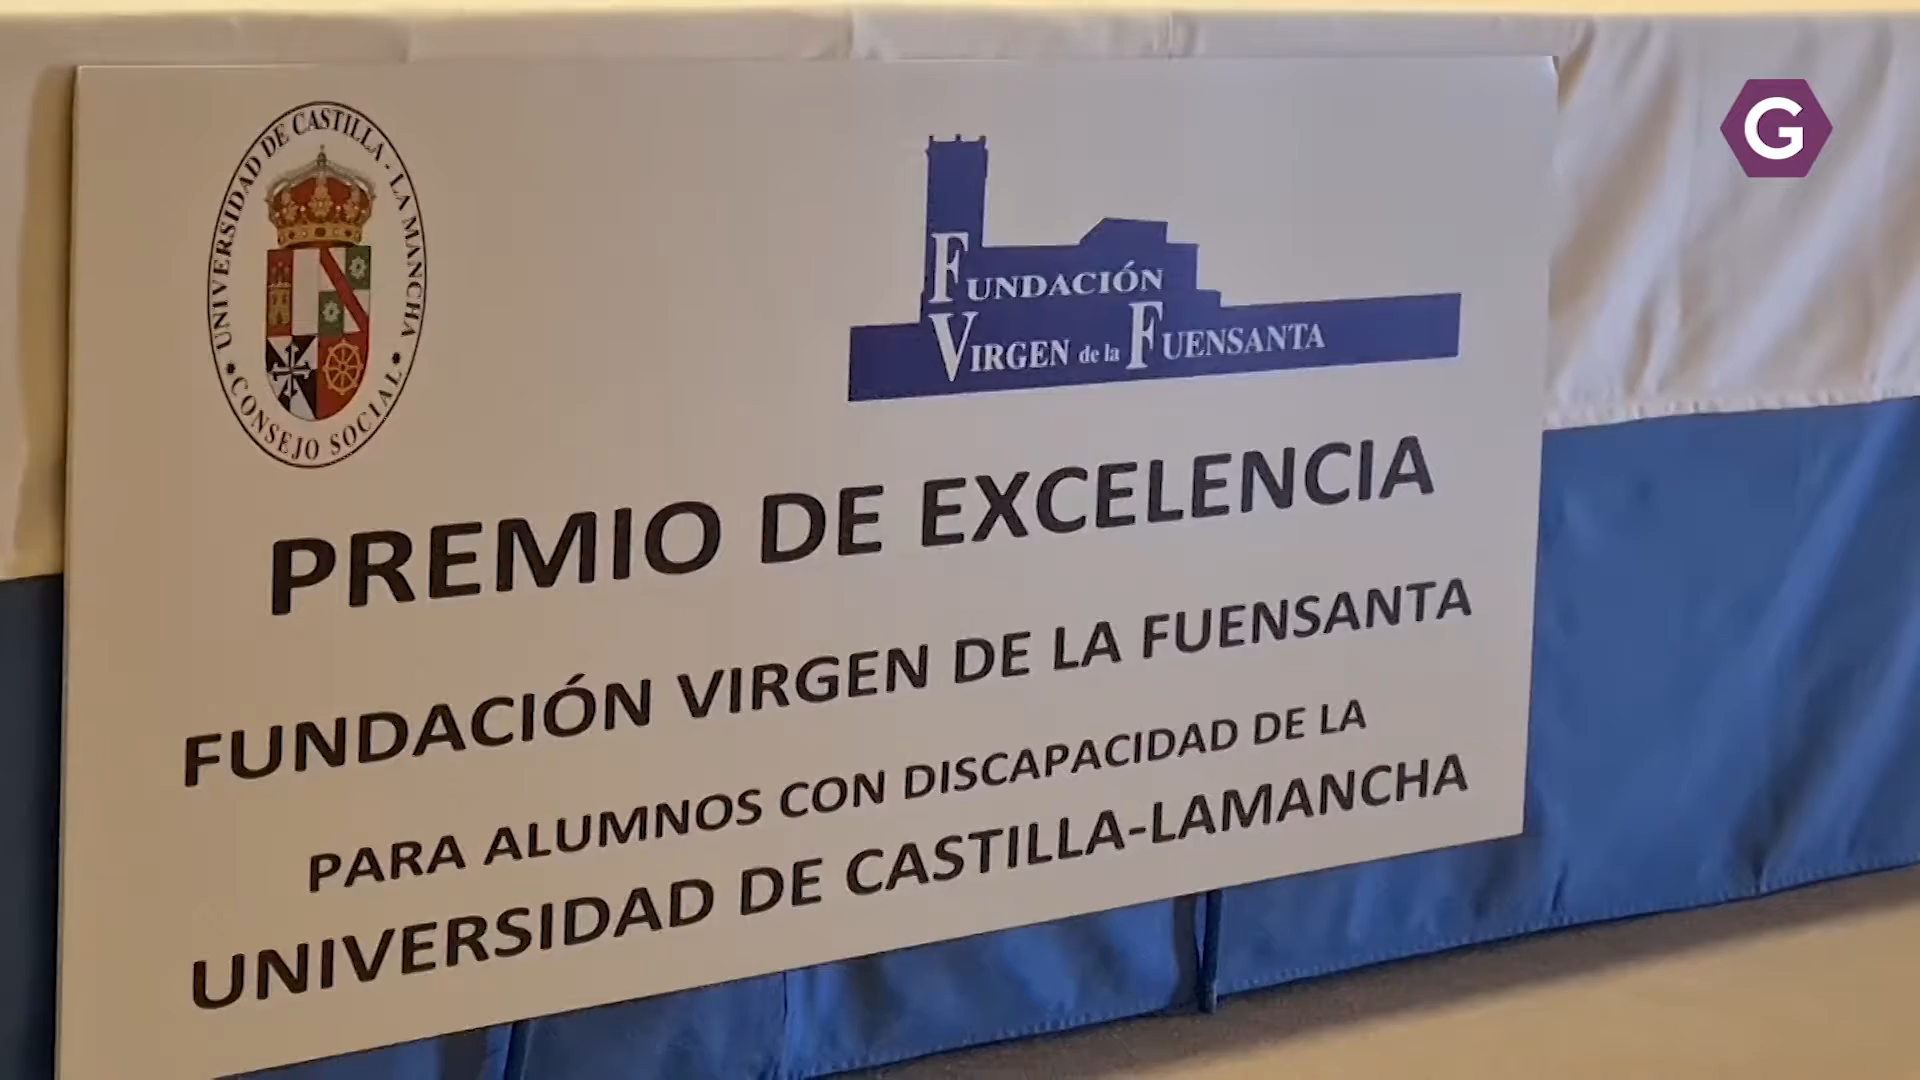 UNIVERSIDAD DE CASTILLA - LA MANCHA
• CONSEJO SOCIAL •
FUNDACIÓN
VIRGEN de la FUENSANTA
G
PREMIO DE EXCELENCIA
FUNDACIÓN VIRGEN DE LA FUENSANTA
PARA ALUMNOS CON DISCAPACIDAD DE LA
UNIVERSIDAD DE CASTILLA-LAMANCHA